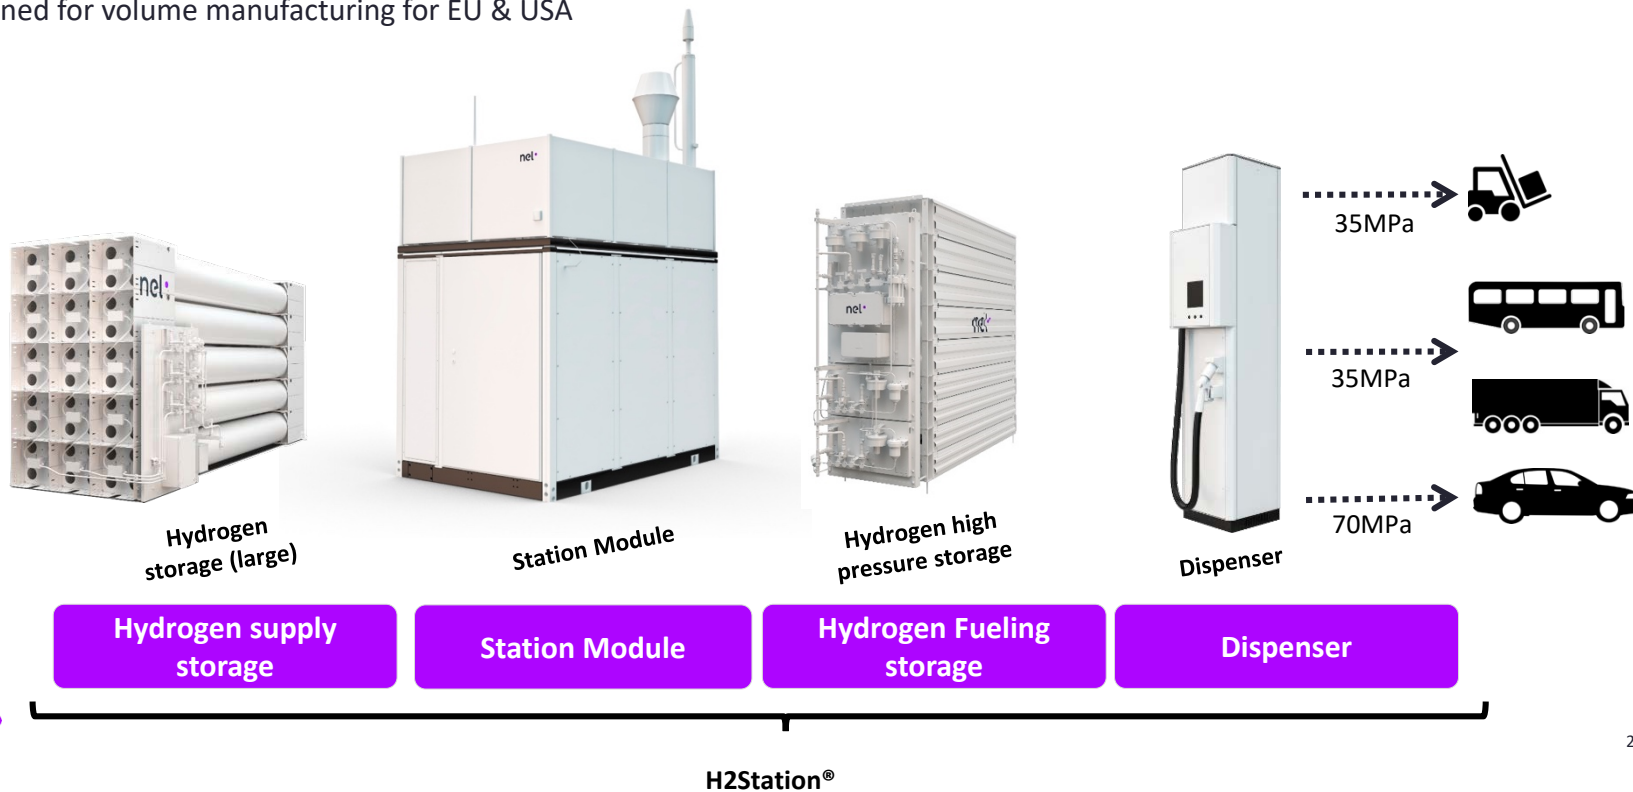 ned for volume manufacturing for EU & USA
nel
nel
nel
nel
35MPa
35MPa
70MPa
Hydrogen
storage (large)
Station Module
Hydrogen high
pressure storage
Dispenser
Hydrogen supply
storage
Station Module
Hydrogen Fueling
storage
Dispenser
H2Station®
2